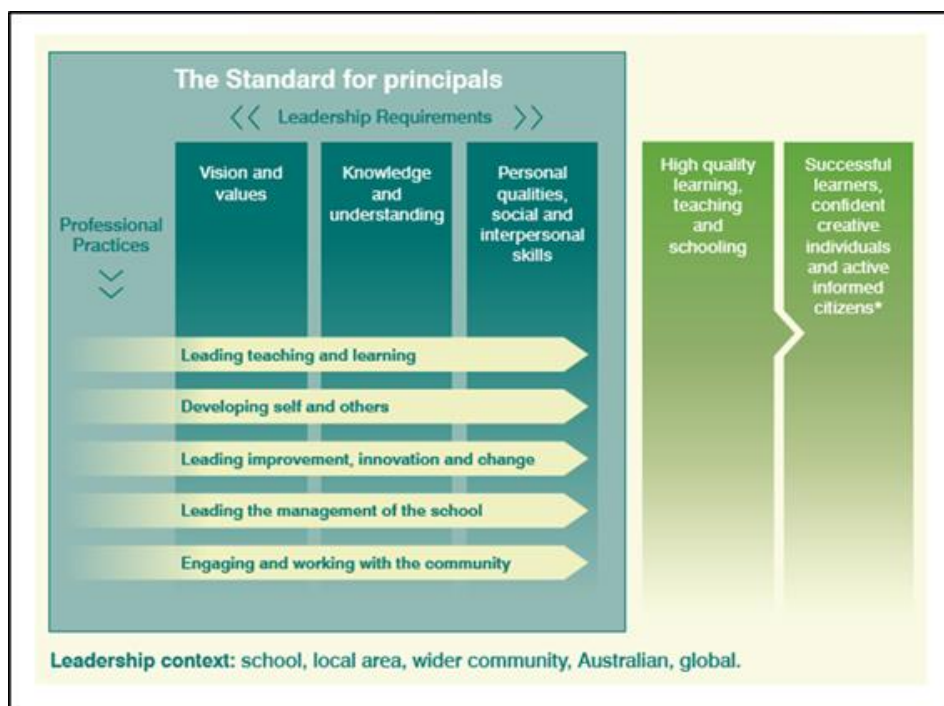 The Standard for principals
<< Leadership Requirements >>
Professional
Practices
Vision and
values
Knowledge
and
understanding
Personal
qualities,
social and
interpersonal
skills
High quality
learning,
teaching
and
schooling
Successful
learners,
confident
creative
individuals
and active
informed
citizens*
Leading teaching and learning
Developing self and others
Leading improvement, innovation and change
Leading the management of the school
Engaging and working with the community
Leadership context: school, local area, wider community, Australian, global.